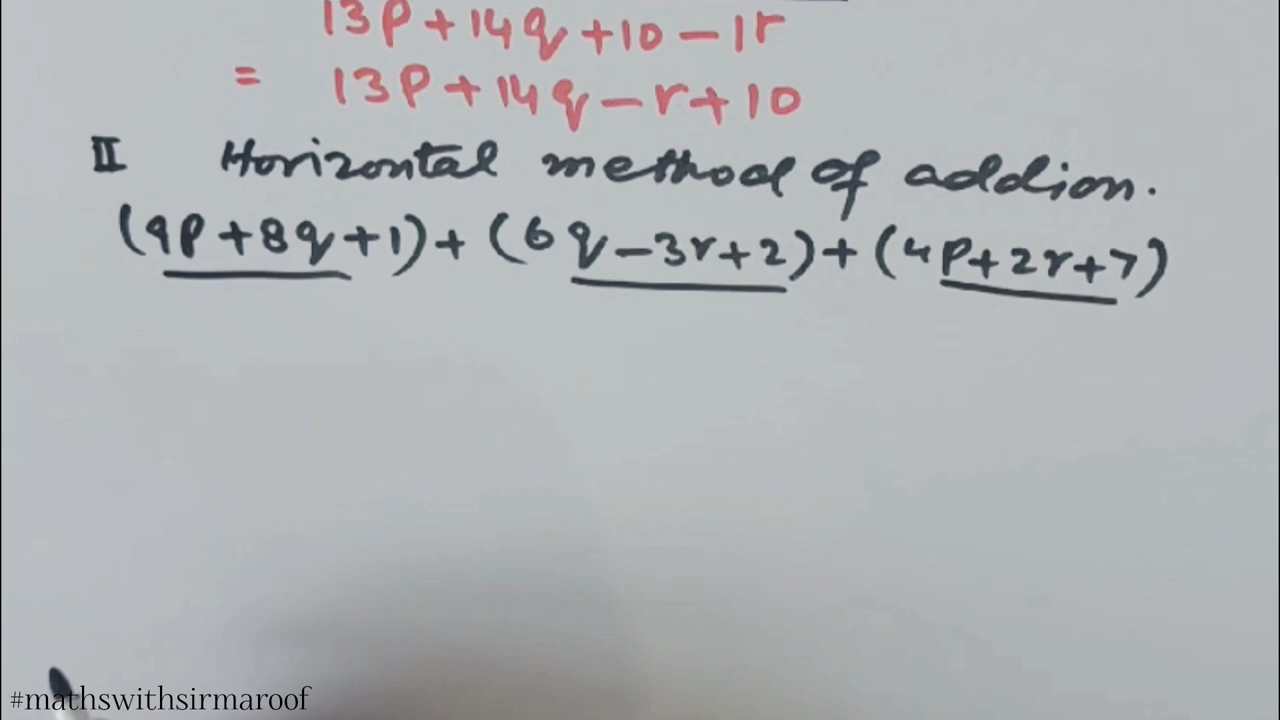 13p+14q+10-1r
= 13p+14q-r+10
II Horizontal method of addion.
(9p+8q+1)+(6q-3r+2)+(4p+2r+7)
#mathswithsirmaroof